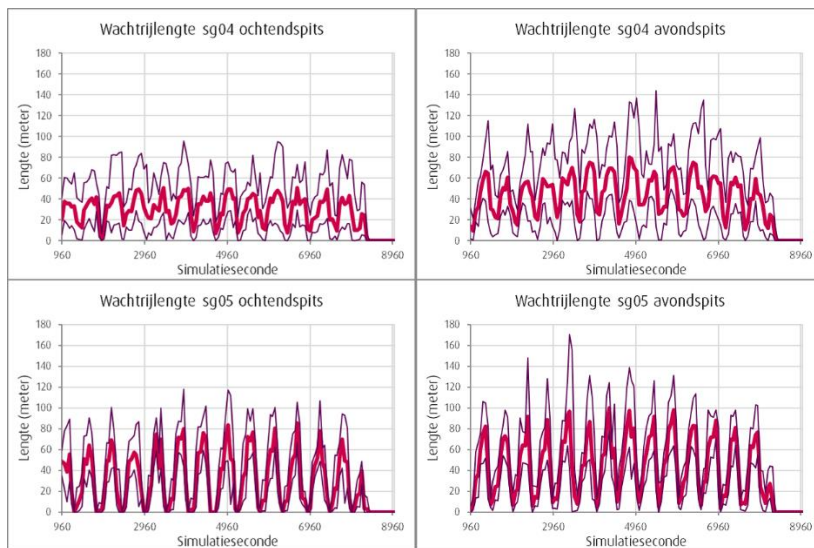 Wachtrijlengte sg04 ochtendspits
Lengte (meter)
180
160
140
120
100
80
60
40
20
0
960 2960 4960 6960 8960
Simulatieseconde
Wachtrijlengte sg04 avondspits
Lengte (meter)
180
160
140
120
100
80
60
40
20
0
960 2960 4960 6960 8960
Simulatieseconde
Wachtrijlengte sg05 ochtendspits
Lengte (meter)
180
160
140
120
100
80
60
40
20
0
960 2960 4960 6960 8960
Simulatieseconde
Wachtrijlengte sg05 avondspits
Lengte (meter)
180
160
140
120
100
80
60
40
20
0
960 2960 4960 6960 8960
Simulatieseconde